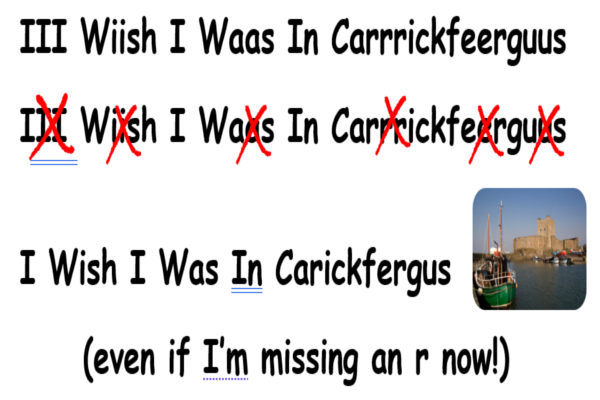 III Wiish I Waas In Carrrickfeerguus
III Wiish I Waas In Carrrickfeerguus
I Wish I Was In Carickfergus
(even if I'm missing an r now!)